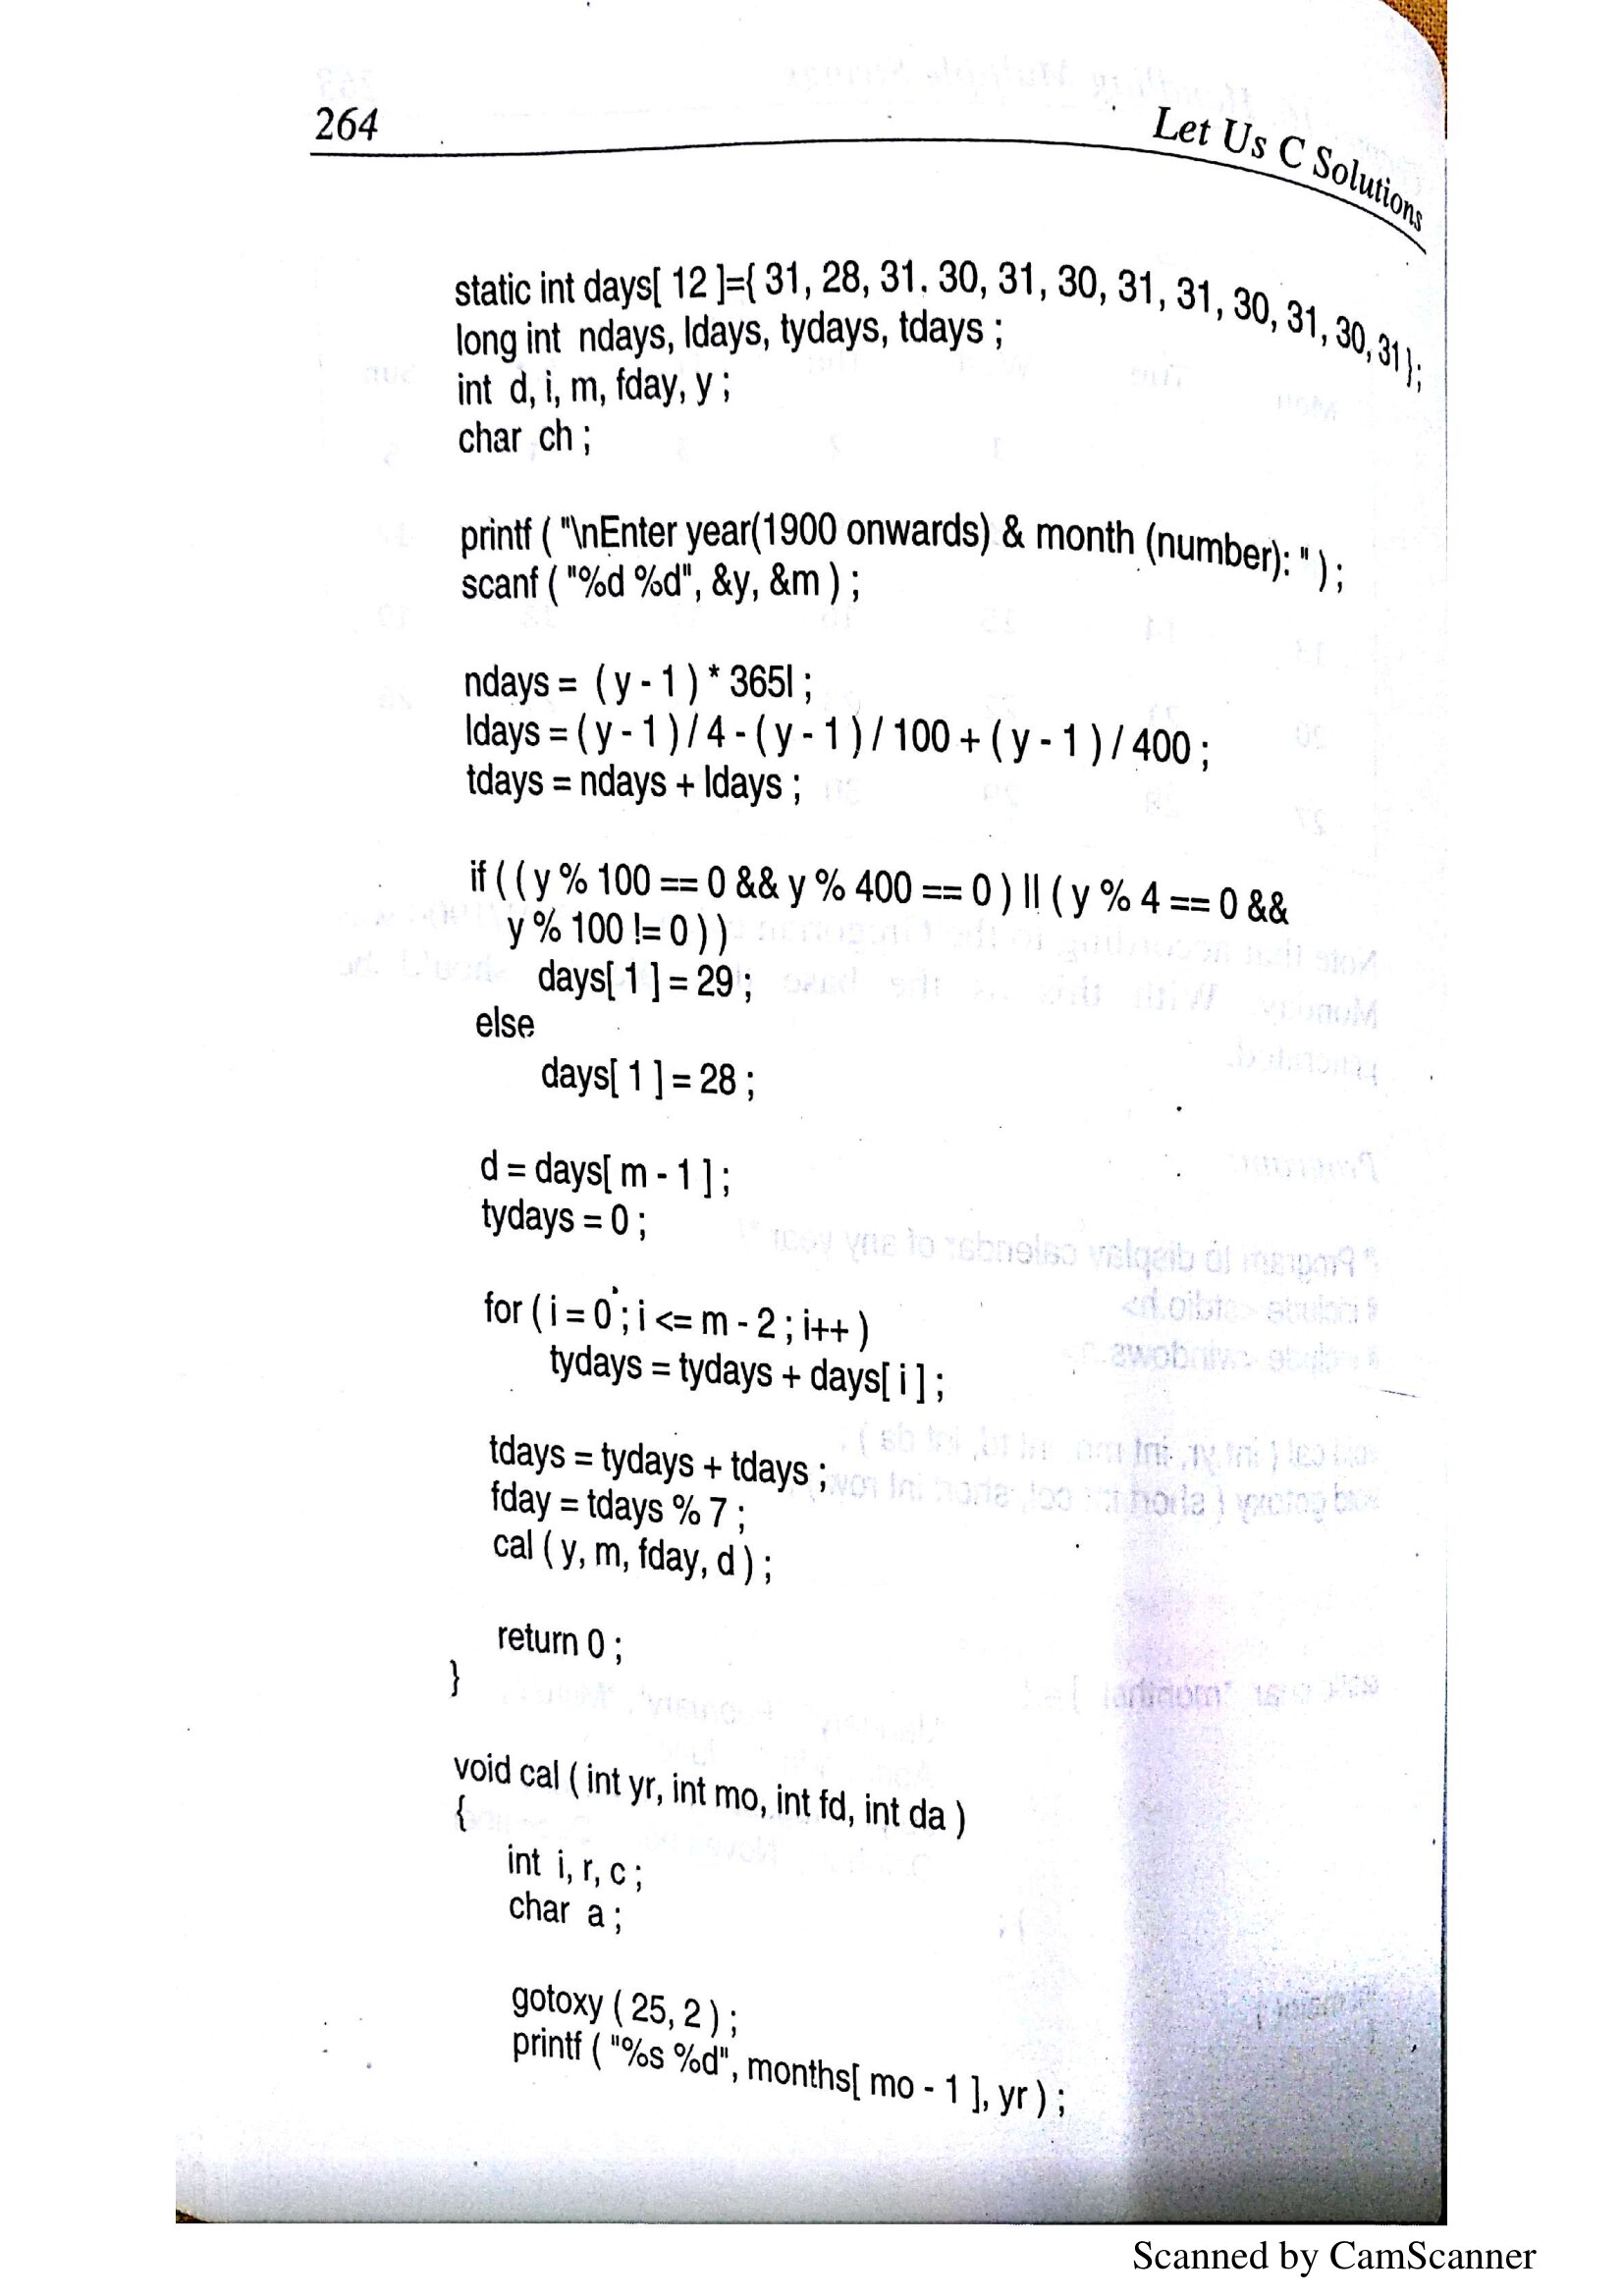 264
Let Us C Solutions
static int days[ 12 ]={ 31, 28, 31. 30, 31, 30, 31, 31, 30, 31, 30, 31 };
long int ndays, ldays, tydays, tdays ;
int d, i, m, fday, y ;
char ch ;
printf ( "\nEnter year(1900 onwards) & month (number): " ) ;
scanf ( "%d %d", &y, &m ) ;
ndays = ( y - 1 ) * 365l ;
ldays = ( y - 1 ) / 4 - ( y - 1 ) / 100 + ( y - 1 ) / 400 ;
tdays = ndays + ldays ;
if ( ( y % 100 == 0 && y % 400 == 0 ) || ( y % 4 == 0 &&
y % 100 != 0 ) )
days[ 1 ] = 29 ;
else
days[ 1 ] = 28 ;
d = days[ m - 1 ] ;
tydays = 0 ;
for ( i = 0 ; i <= m - 2 ; i++ )
tydays = tydays + days[ i ] ;
tdays = tydays + tdays ;
fday = tdays % 7 ;
cal ( y, m, fday, d ) ;
return 0 ;
}
void cal ( int yr, int mo, int fd, int da )
{
int i, r, c ;
char a ;
gotoxy ( 25, 2 ) ;
printf ( "%s %d", months[ mo - 1 ], yr ) ;
Scanned by CamScanner